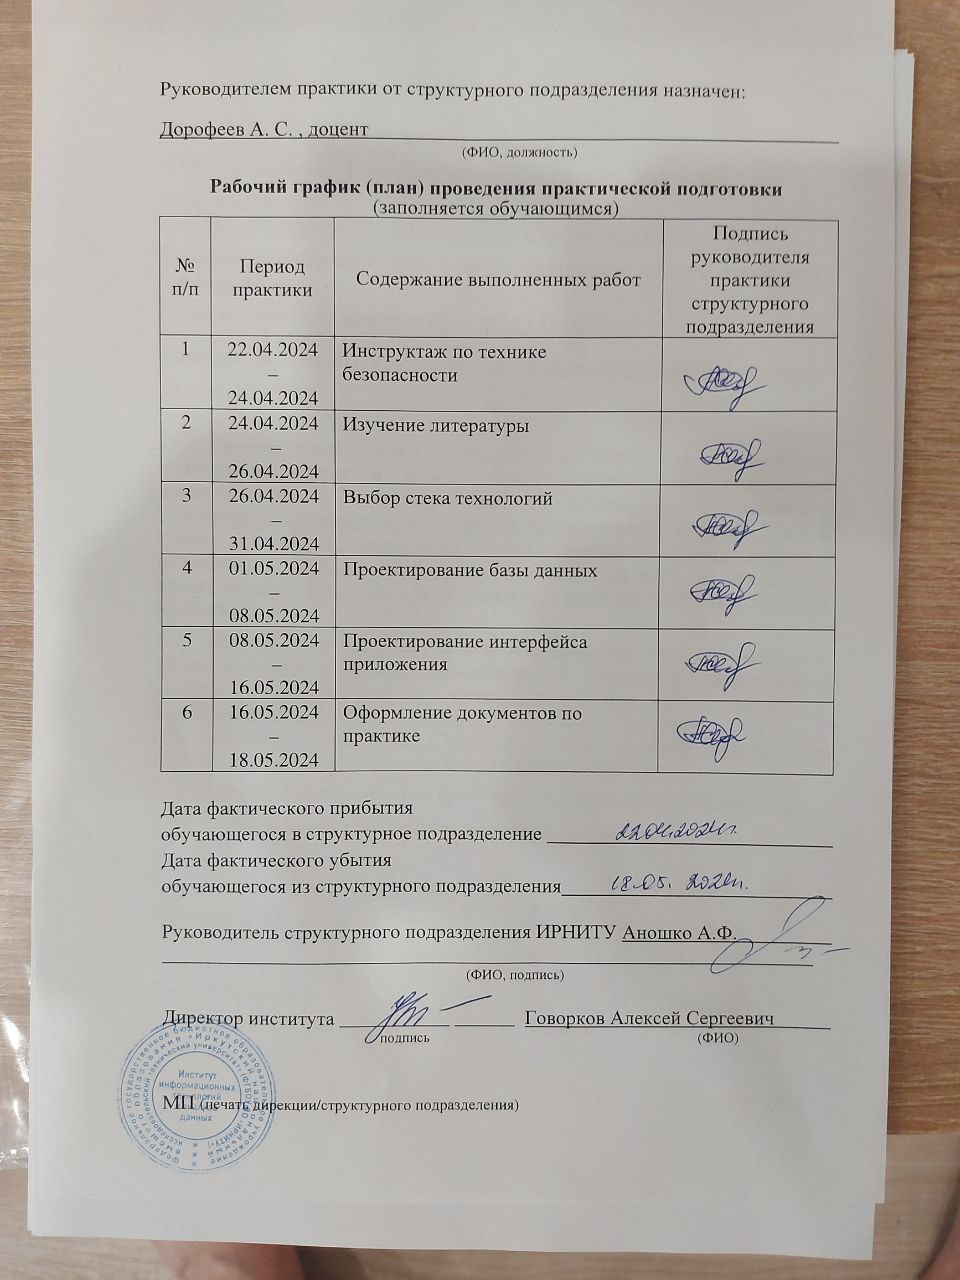 Руководителем практики от структурного подразделения назначен:
Дорофеев А. С. , доцент
(ФИО, должность)
Рабочий график (план) проведения практической подготовки
(заполняется обучающимся)
№ п/п
Период практики
Содержание выполненных работ
Подпись руководителя практики структурного подразделения
1
22.04.2024
–
24.04.2024
Инструктаж по технике
безопасности
2
24.04.2024
–
26.04.2024
Изучение литературы
3
26.04.2024
–
31.04.2024
Выбор стека технологий
4
01.05.2024
–
08.05.2024
Проектирование базы данных
5
08.05.2024
–
16.05.2024
Проектирование интерфейса
приложения
6
16.05.2024
–
18.05.2024
Оформление документов по
практике
Дата фактического прибытия
обучающегося в структурное подразделение 22.04.2024г.
Дата фактического убытия
обучающегося из структурного подразделения 18.05. 2024г.
Руководитель структурного подразделения ИРНИТУ Аношко А.Ф.
(ФИО, подпись)
Директор института Говорков Алексей Сергеевич
подпись (ФИО)
МП (печать дирекции/структурного подразделения)
Институт
информационных
технологий
данных